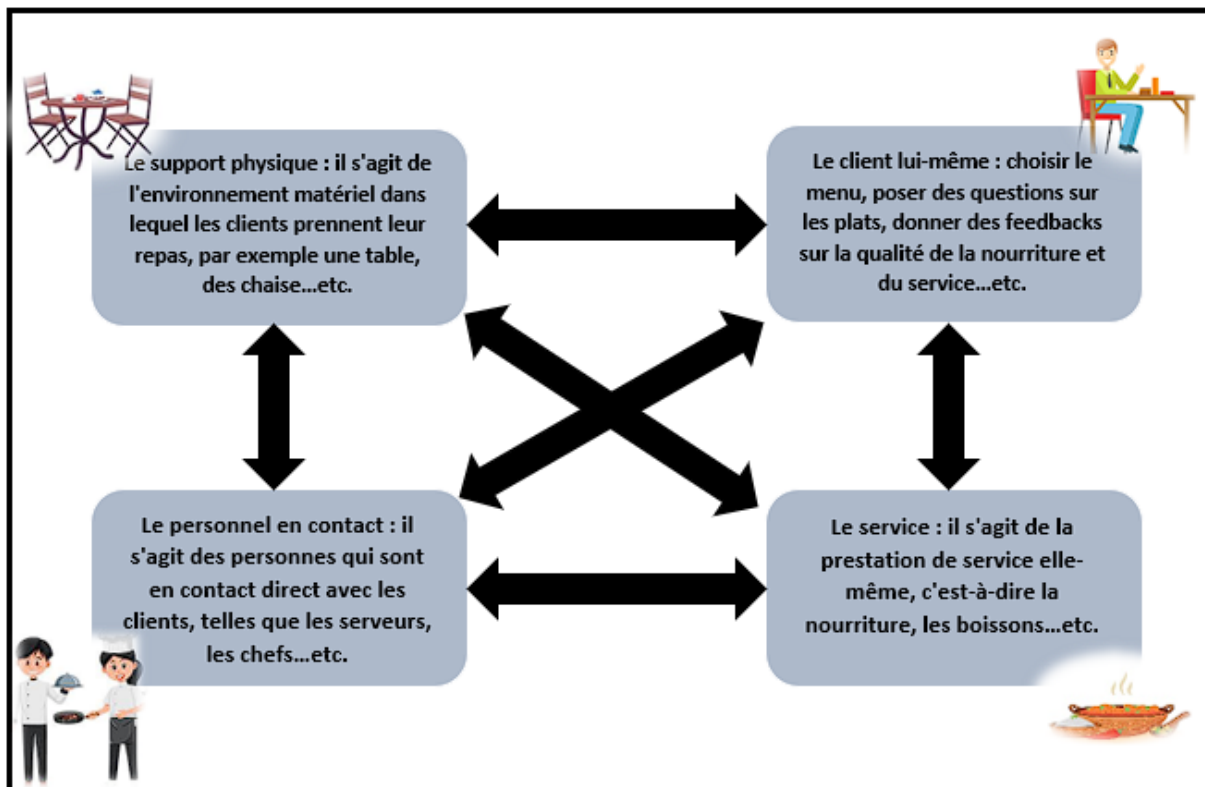 Le support physique : il s'agit de
l'environnement matériel dans
lequel les clients prennent leur
repas, par exemple une table,
des chaise...etc.
Le client lui-même : choisir le
menu, poser des questions sur
les plats, donner des feedbacks
sur la qualité de la nourriture et
du service...etc.
Le personnel en contact : il
s'agit des personnes qui sont
en contact direct avec les
clients, telles que les serveurs,
les chefs...etc.
Le service : il s'agit de la
prestation de service elle-
même, c'est-à-dire la
nourriture, les boissons...etc.